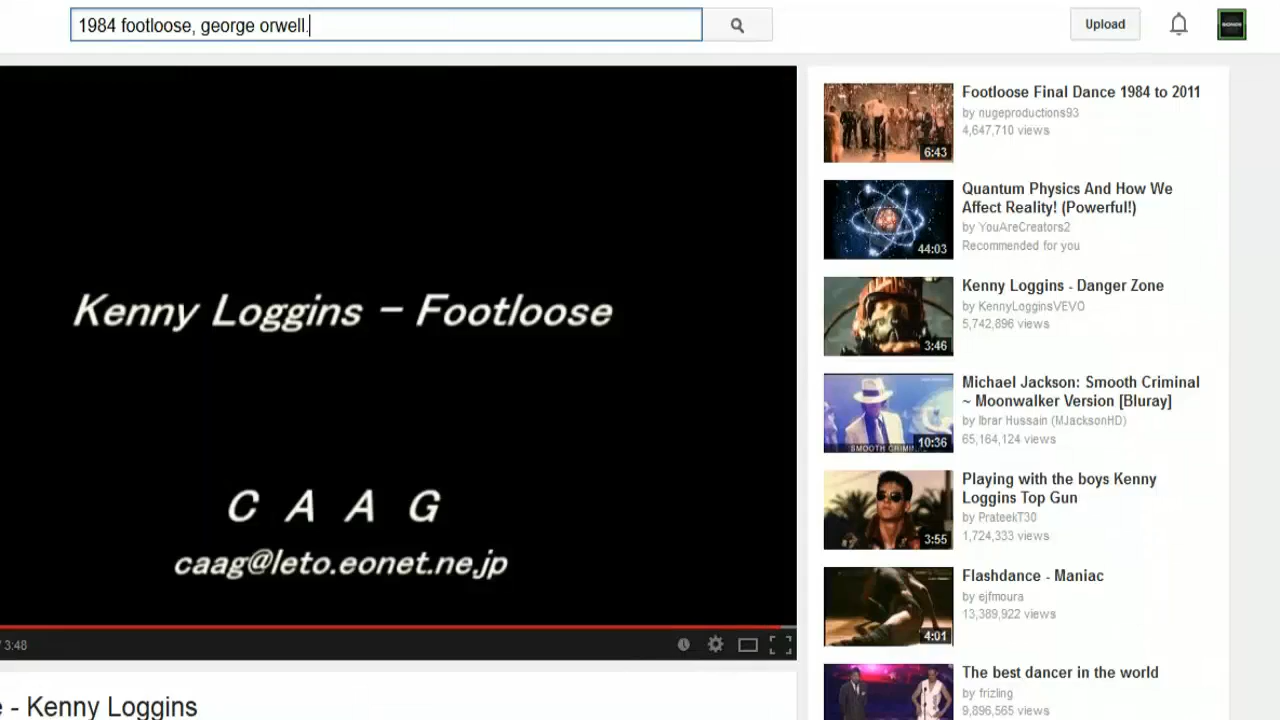 1984 footloose, george orwell.
Upload
Kenny Loggins - Footloose
C A A G
caag@leto.eonet.ne.jp
/ 3:48
e - Kenny Loggins
6:43
Footloose Final Dance 1984 to 2011
by nugeproductions93
4,647,710 views
44:03
Quantum Physics And How We
Affect Reality! (Powerful!)
by YouAreCreators2
Recommended for you
3:46
Kenny Loggins - Danger Zone
by KennyLogginsVEVO
5,742,896 views
SMOOTH CRIMIN
10:36
Michael Jackson: Smooth Criminal
~ Moonwalker Version [Bluray]
by Ibrar Hussain (MJacksonHD)
65,164,124 views
3:55
Playing with the boys Kenny
Loggins Top Gun
by PrateekT30
1,724,333 views
4:01
Flashdance - Maniac
by ejfmoura
13,389,922 views
The best dancer in the world
by frizling
9,896,565 views